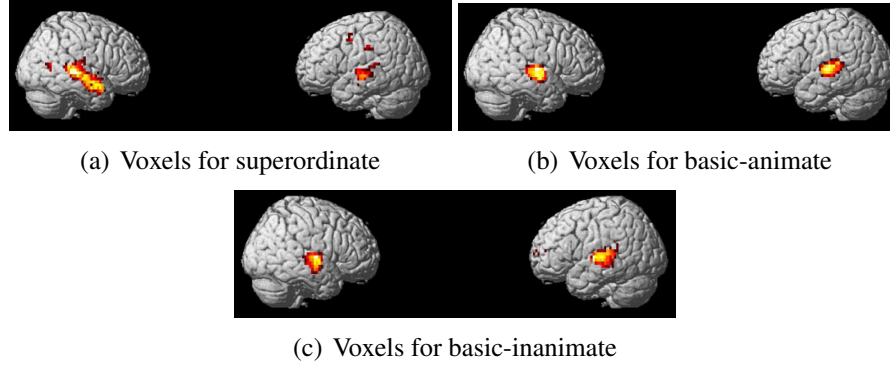 (a) Voxels for superordinate
(b) Voxels for basic-animate
(c) Voxels for basic-inanimate